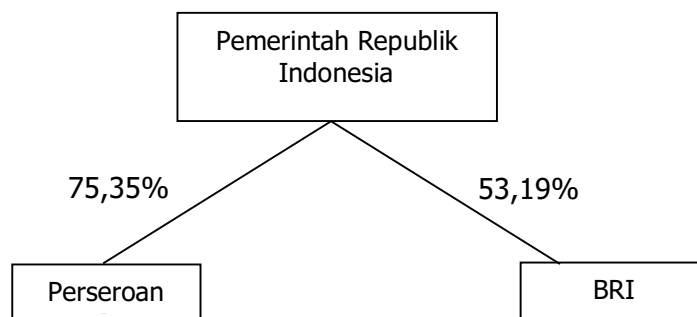 Pemerintah Republik
Indonesia
75,35%
53,19%
Perseroan
BRI